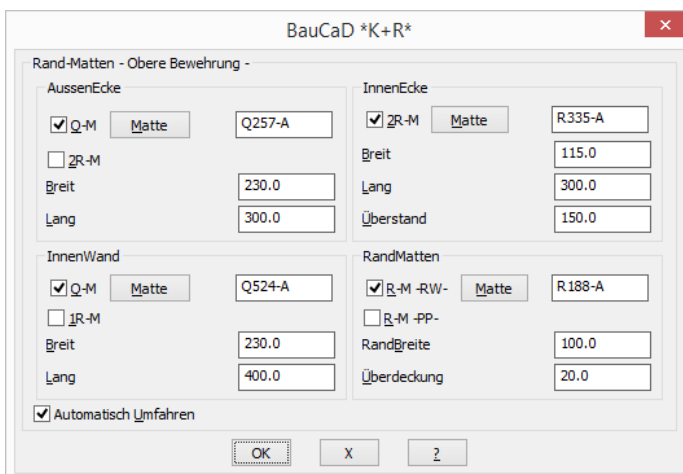 BauCaD *K+R*
Rand-Matten - Obere Bewehrung -
AussenEcke
Q-M Matte Q257-A
2R-M
Breit 230.0
Lang 300.0
InnenEcke
2R-M Matte R335-A
Breit 115.0
Lang 300.0
Überstand 150.0
InnenWand
Q-M Matte Q524-A
1R-M
Breit 230.0
Lang 400.0
RandMatten
R-M -RW- Matte R188-A
R-M -PP-
RandBreite 100.0
Überdeckung 20.0
Automatisch Umfahren
OK X ?